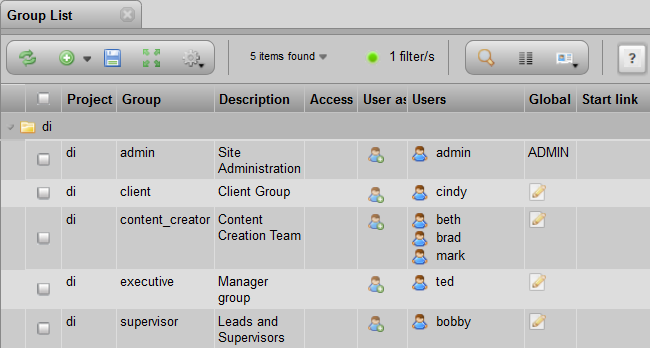 Group List
5 items found 1 filter/s ?
Project Group Description Access User as Users Global Start link
di
di admin Site Administration admin ADMIN
di client Client Group cindy
di content_creator Content Creation Team beth
brad
mark
di executive Manager group ted
di supervisor Leads and Supervisors bobby